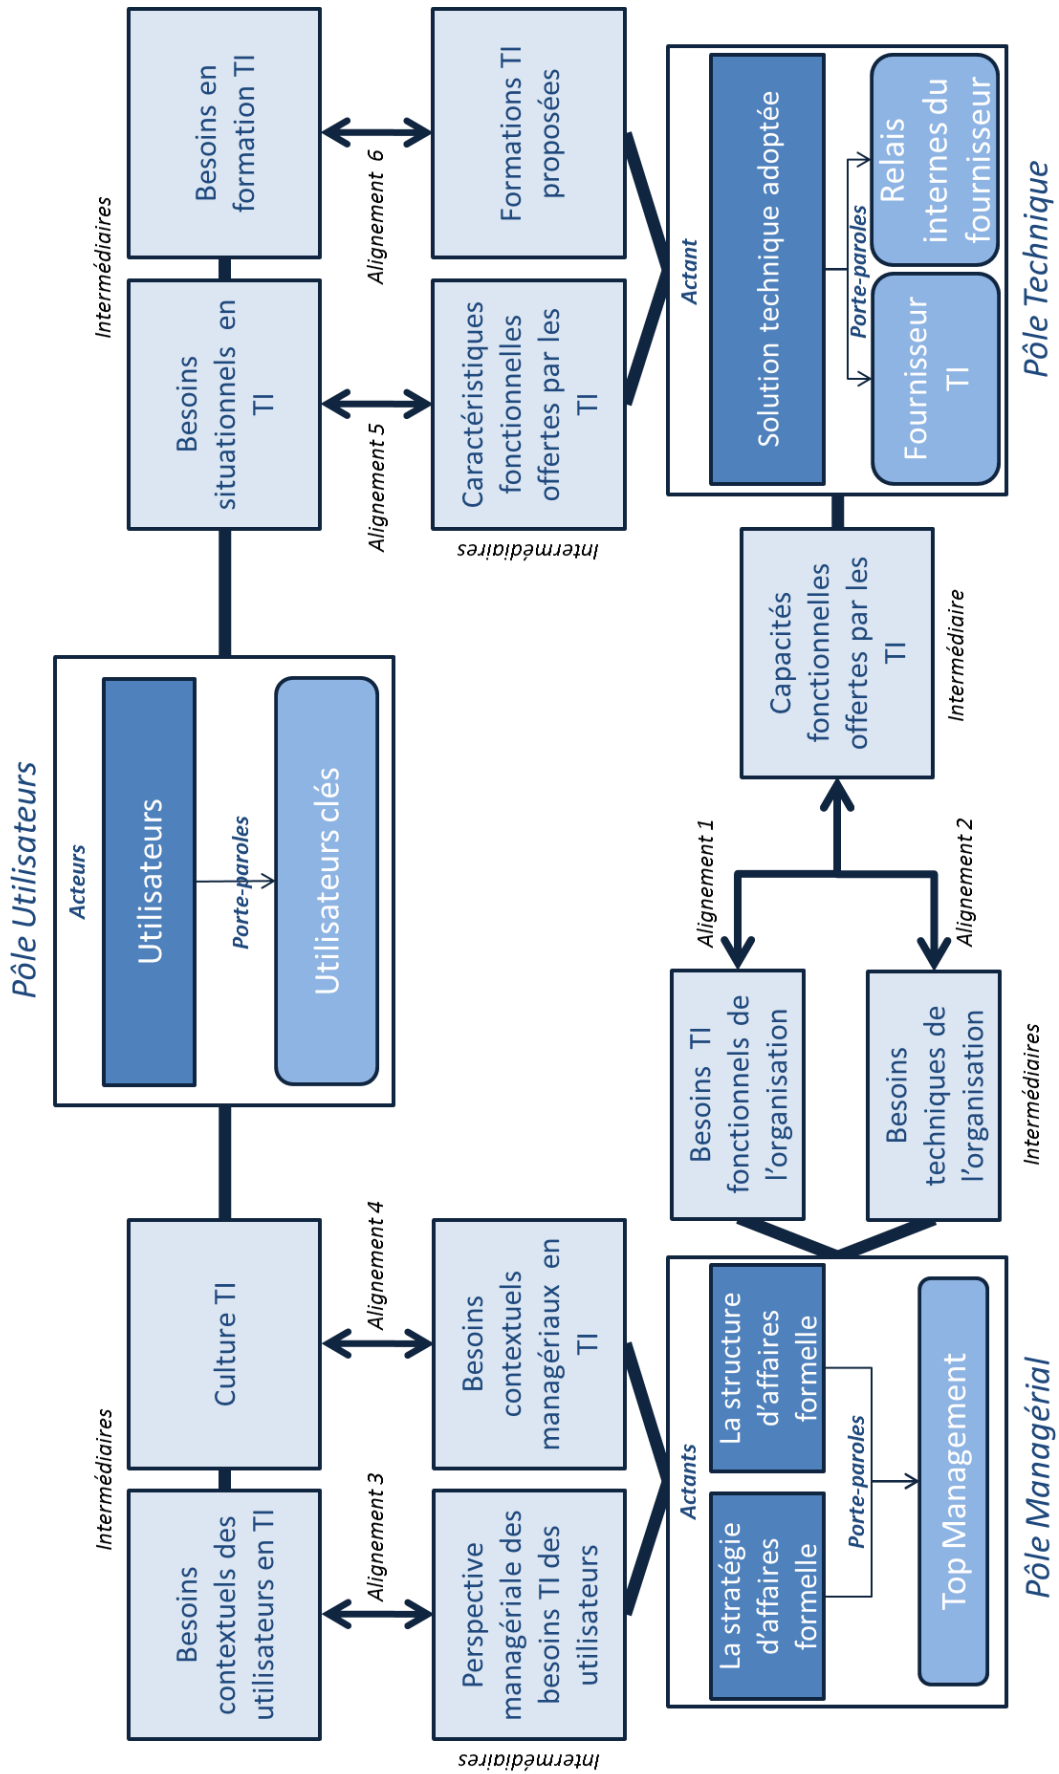 Pôle Utilisateurs
Intermédiaires
Acteurs
Intermédiaires
Besoins
contextuels des
utilisateurs en TI
Culture TI
Utilisateurs
Porte-paroles
Utilisateurs clés
Besoins
situationnels en
TI
Besoins en
formation TI
Alignement 3
Alignement 4
Alignement 5
Alignement 6
Intermédiaires
Perspective
managériale des
besoins TI des
utilisateurs
Besoins
contextuels
managériaux en
TI
Intermédiaires
Caractéristiques
fonctionnelles
offertes par les
TI
Formations TI
proposées
Actants
La stratégie
d’affaires
formelle
La structure
d’affaires
formelle
Porte-paroles
Top Management
Besoins TI
fonctionnels de
l’organisation
Besoins
techniques de
l’organisation
Intermédiaires
Alignement 1
Alignement 2
Capacités
fonctionnelles
offertes par les
TI
Intermédiaire
Actant
Solution technique adoptée
Porte-paroles
Fournisseur
TI
Relais
internes du
fournisseur
Pôle Managérial
Pôle Technique